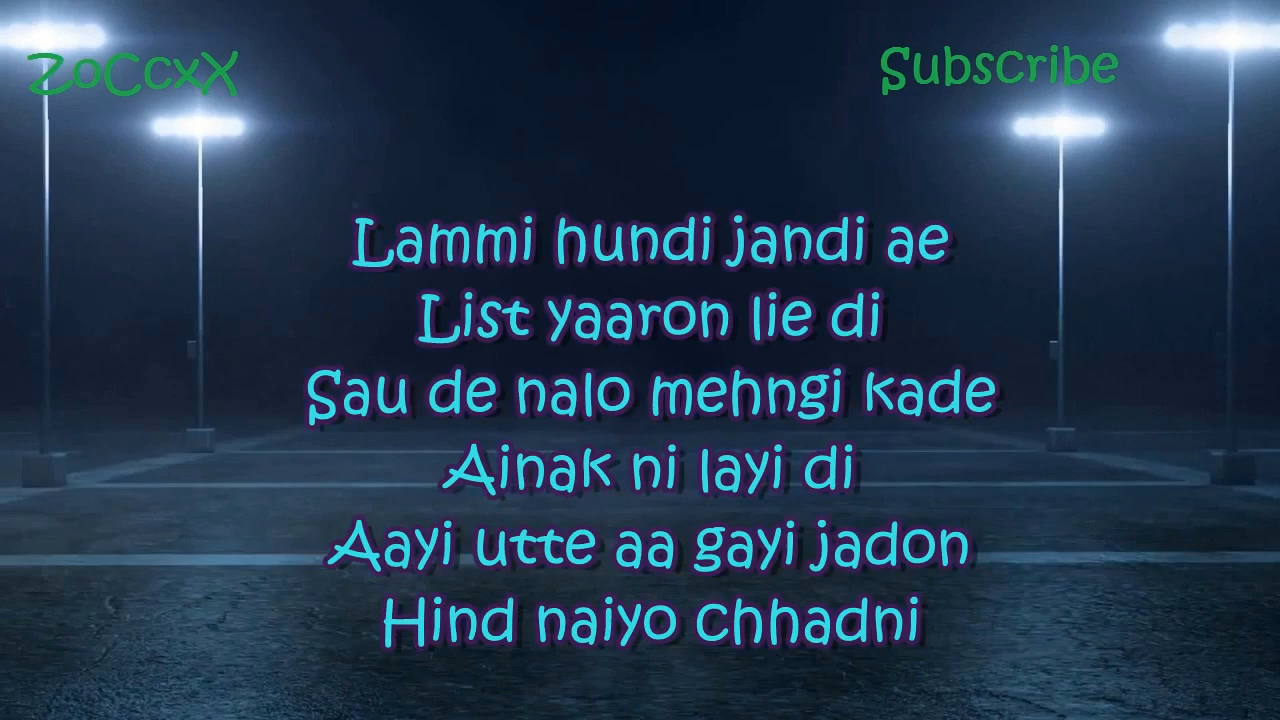 ZoCcxX
Subscribe
Lammi hundi jandi ae
List yaaron lie di
Sau de nalo mehngi kade
Ainak ni layi di
Aayi utte aa gayi jadon
Hind naiyo chhadni